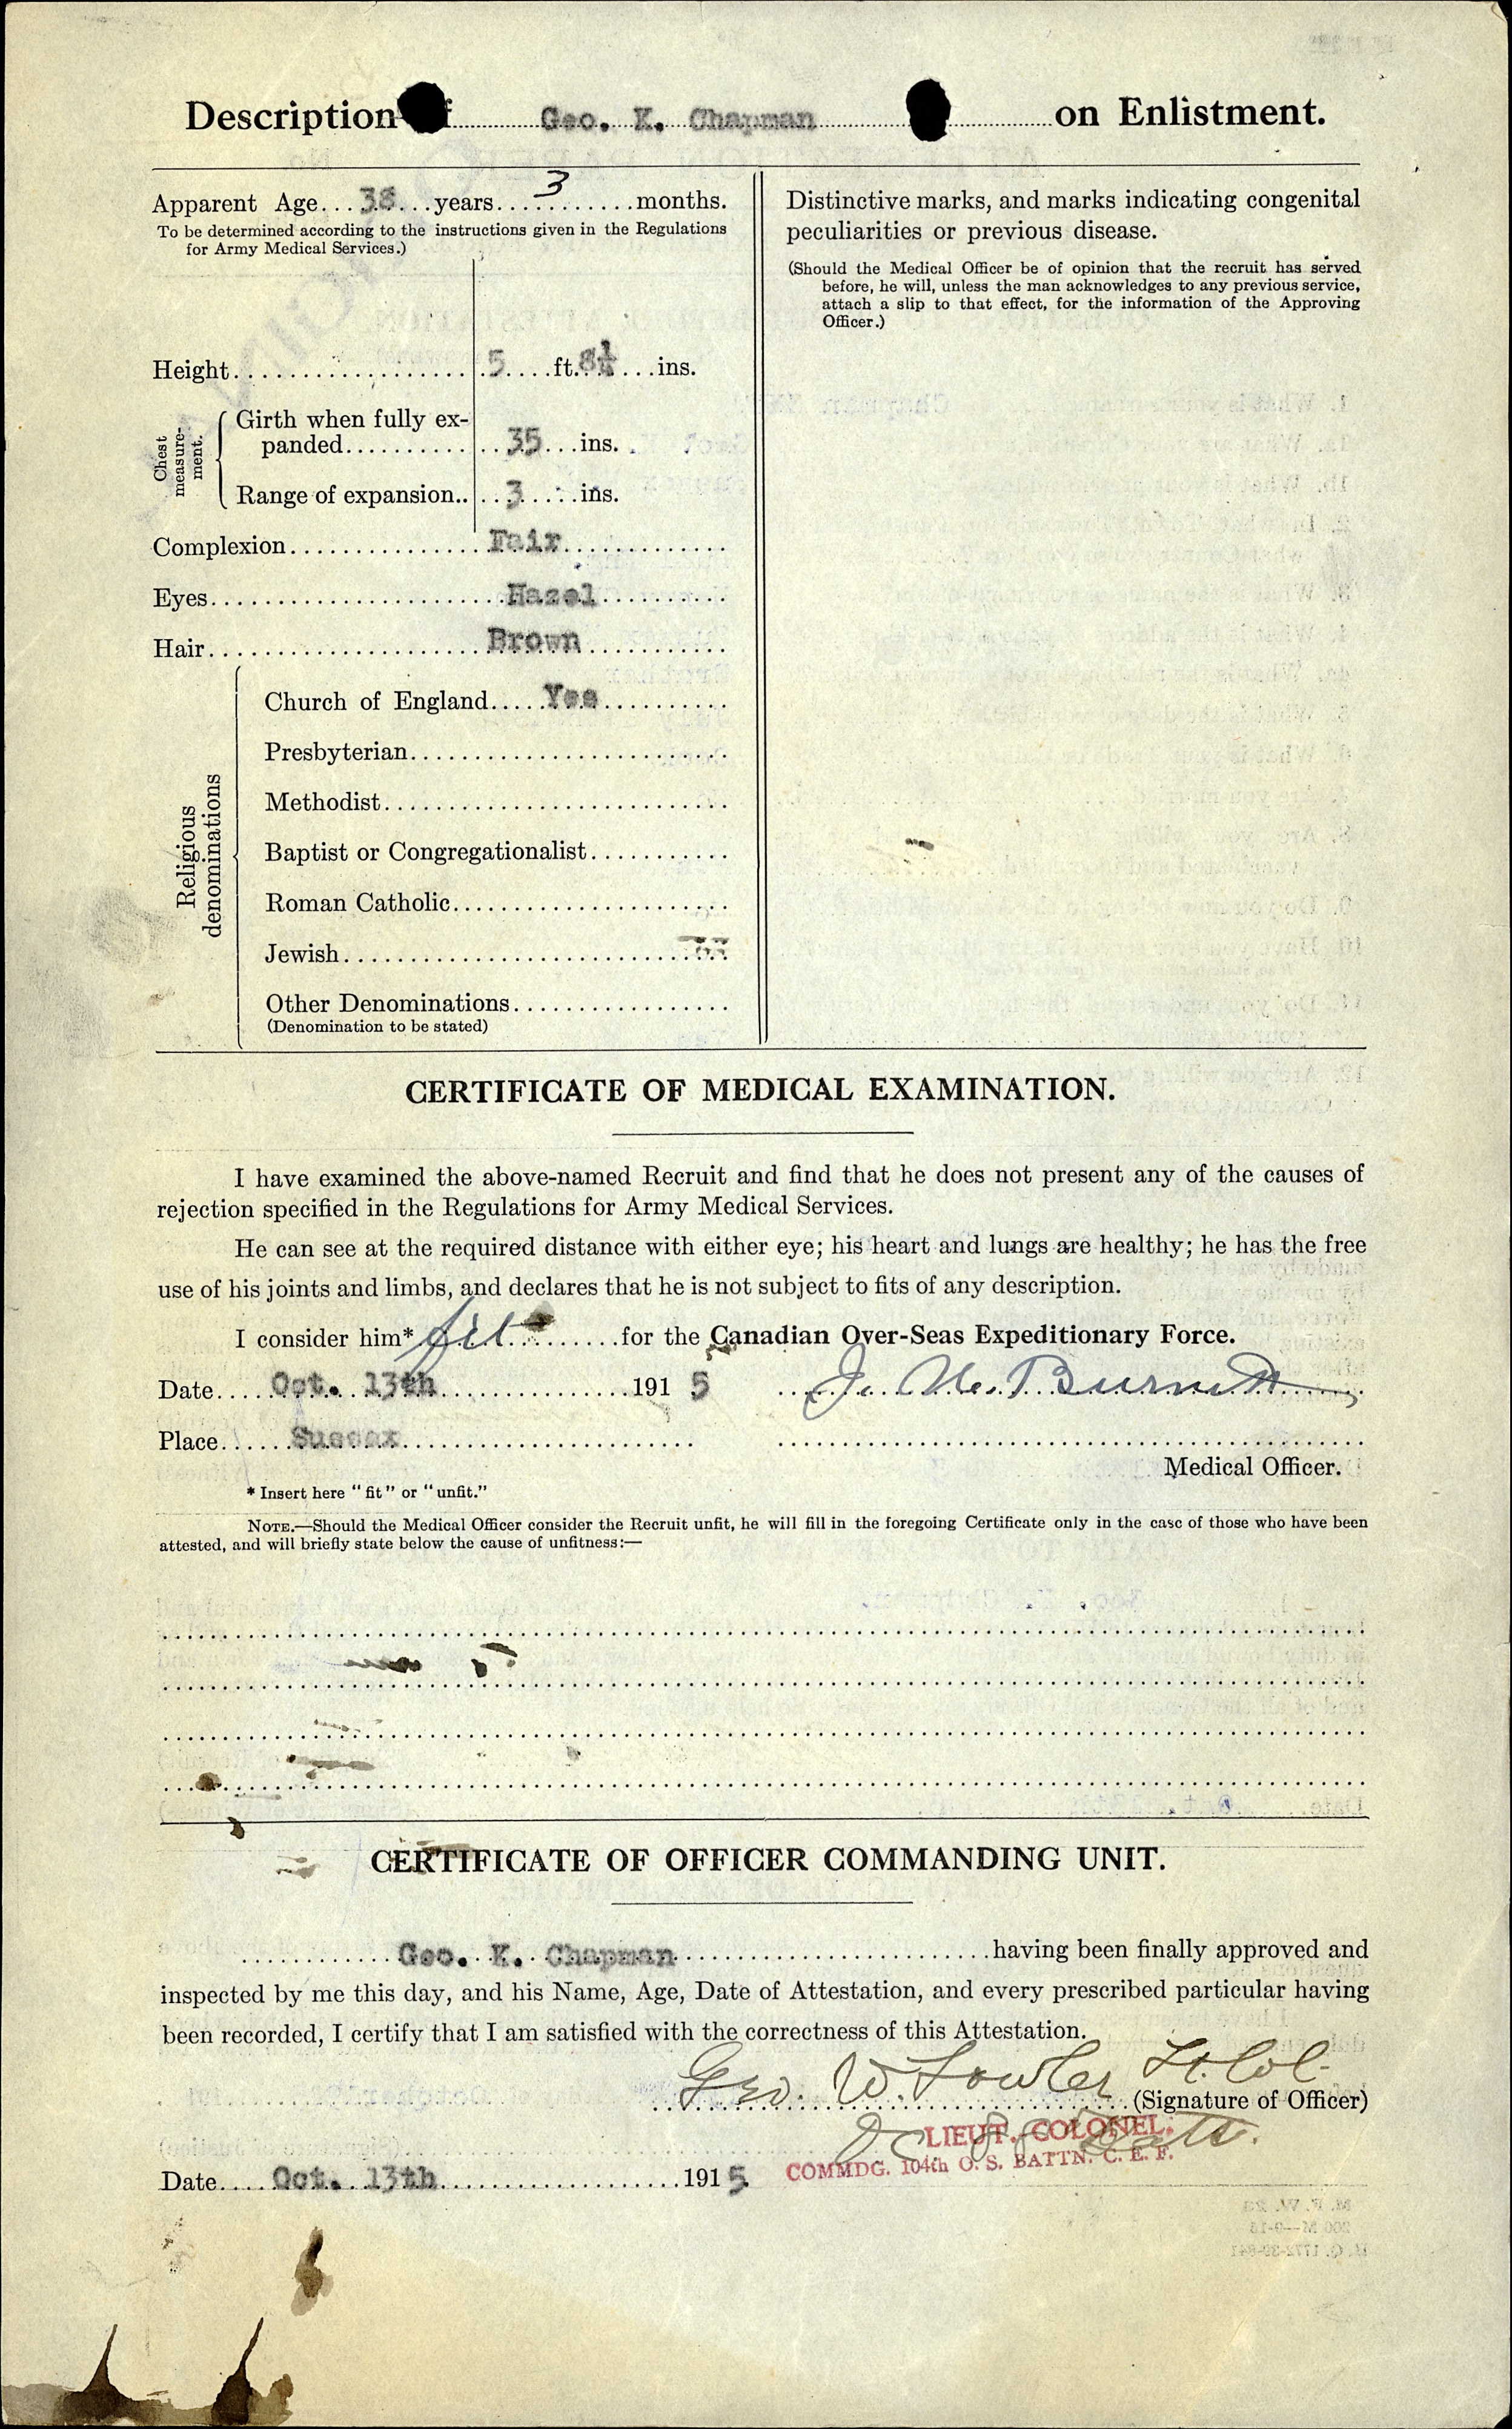 Description of Geo. K. Chapman on Enlistment.
Apparent Age...38...years...3...months.
To be determined according to the instructions given in the Regulations
for Army Medical Services.)
Height...5...ft. 8¼...ins.
Chest measure-ment.
Girth when fully ex-
panded...35...ins.
Range of expansion...3...ins.
Complexion...Fair
Eyes...Hazel
Hair...Brown
Religious denominations
Church of England...Yes
Presbyterian
Methodist
Baptist or Congregationalist
Roman Catholic
Jewish
Other Denominations
(Denomination to be stated)
Distinctive marks, and marks indicating congenital
peculiarities or previous disease.
(Should the Medical Officer be of opinion that the recruit has served
before, he will, unless the man acknowledges to any previous service,
attach a slip to that effect, for the information of the Approving
Officer.)
CERTIFICATE OF MEDICAL EXAMINATION.
I have examined the above-named Recruit and find that he does not present any of the causes of
rejection specified in the Regulations for Army Medical Services.
He can see at the required distance with either eye; his heart and lungs are healthy; he has the free
use of his joints and limbs, and declares that he is not subject to fits of any description.
I consider him* fit for the Canadian Over-Seas Expeditionary Force.
Date...Oct. 13th...191 5 Burnett
Place...Sussex
Medical Officer.
* Insert here "fit" or "unfit."
NOTE.—Should the Medical Officer consider the Recruit unfit, he will fill in the foregoing Certificate only in the case of those who have been
attested, and will briefly state below the cause of unfitness:—
CERTIFICATE OF OFFICER COMMANDING UNIT.
Geo. K. Chapman having been finally approved and
inspected by me this day, and his Name, Age, Date of Attestation, and every prescribed particular having
been recorded, I certify that I am satisfied with the correctness of this Attestation.
Geo. W. Fowler Lt. Col.
(Signature of Officer)
LIEUT. COLONEL.
COMMDG. 104th O. S. BATTN. C. E. F.
Date...Oct. 13th...191 5